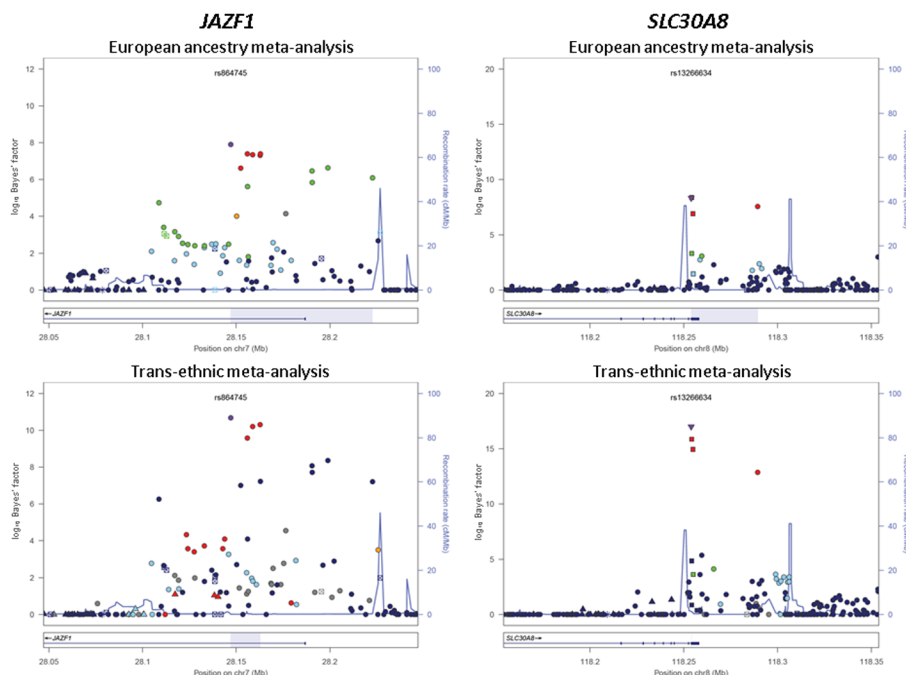 JAZF1
European ancestry meta-analysis
rs864745
12
10
8
6
4
2
0
100
80
60
40
20
0
log₁₀ Bayes' factor
Recombination rate (cM/Mb)
←JAZF1
28.05 28.1 28.15 28.2
Position on chr7 (Mb)
SLC30A8
European ancestry meta-analysis
rs13266634
20
15
10
5
0
100
80
60
40
20
0
log₁₀ Bayes' factor
SLC30A8→
118.2 118.25 118.3 118.35
Position on chr8 (Mb)
Trans-ethnic meta-analysis
rs864745
12
10
8
6
4
2
0
100
80
60
40
20
0
log₁₀ Bayes' factor
Recombination rate (cM/Mb)
←JAZF1
28.05 28.1 28.15 28.2
Position on chr7 (Mb)
Trans-ethnic meta-analysis
rs13266634
20
15
10
5
0
100
80
60
40
20
0
log₁₀ Bayes' factor
SLC30A8→
118.2 118.25 118.3 118.35
Position on chr8 (Mb)